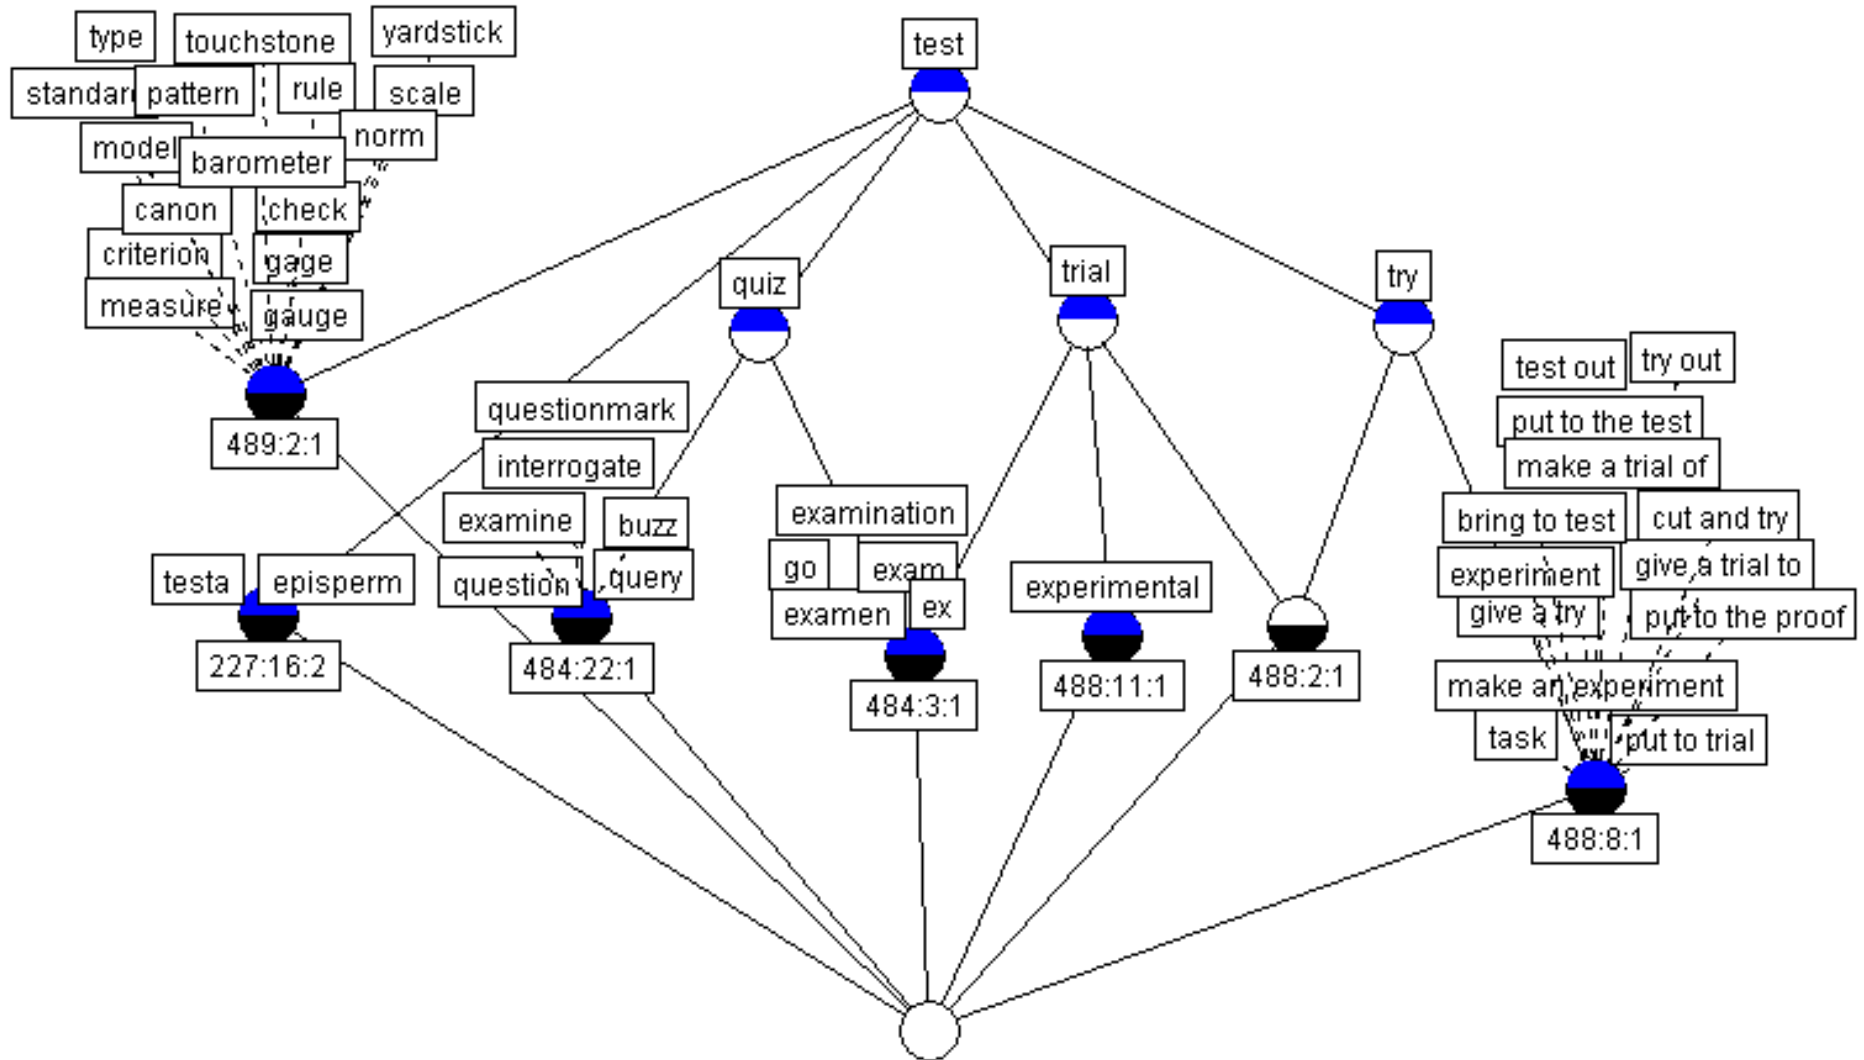 type
touchstone
yardstick
test
standard
pattern
rule
scale
model
barometer
norm
canon
check
criterion
gage
measure
gauge
489:2:1
quiz
trial
try
questionmark
interrogate
examine
buzz
question
query
testa
episperm
227:16:2
484:22:1
examination
go
exam
examen
ex
484:3:1
experimental
488:11:1
488:2:1
test out
try out
put to the test
make a trial of
bring to test
cut and try
experiment
give a trial to
give a try
put to the proof
make an experiment
task
put to trial
488:8:1